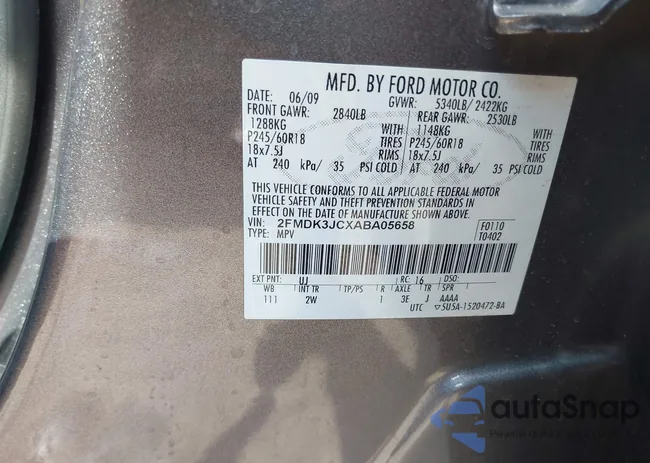 MFD. BY FORD MOTOR CO.
DATE: 06/09 GVWR: 5340LB/ 2422KG
FRONT GAWR: 2840LB REAR GAWR: 2530LB
1288KG WITH 1148KG WITH
P245/60R18 TIRES P245/60R18 TIRES
18x7.5J RIMS 18x7.5J RIMS
AT 240 kPa/ 35 PSI COLD AT 240 kPa/ 35 PSI COLD
THIS VEHICLE CONFORMS TO ALL APPLICABLE FEDERAL MOTOR
VEHICLE SAFETY AND THEFT PREVENTION STANDARDS IN
EFFECT ON THE DATE OF MANUFACTURE SHOWN ABOVE.
VIN: 2FMDK3JCXABA05658 F0110
TYPE: MPV T0402
EXT PNT: UJ RC: 16 DSO:
WB INT TR TP/PS R AXLE TR SPR
111 2W 1 3E J AAAA
UTC ▽5U5A-1520472-BA
Ford
autoSnap